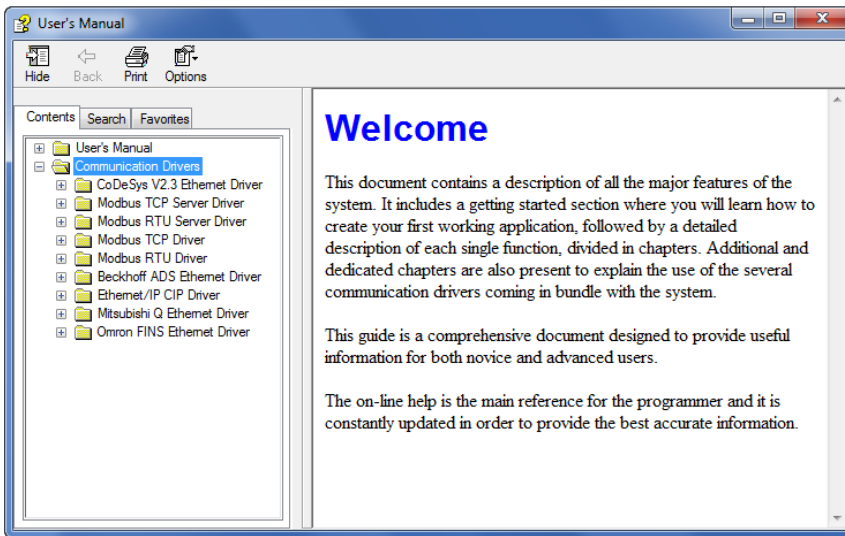 User's Manual
Hide Back Print Options
Contents Search Favorites
User's Manual
Communication Drivers
CoDeSys V2.3 Ethernet Driver
Modbus TCP Server Driver
Modbus RTU Server Driver
Modbus TCP Driver
Modbus RTU Driver
Beckhoff ADS Ethernet Driver
Ethernet/IP CIP Driver
Mitsubishi Q Ethernet Driver
Omron FINS Ethernet Driver
Welcome
This document contains a description of all the major features of the
system. It includes a getting started section where you will learn how to
create your first working application, followed by a detailed
description of each single function, divided in chapters. Additional and
dedicated chapters are also present to explain the use of the several
communication drivers coming in bundle with the system.
This guide is a comprehensive document designed to provide useful
information for both novice and advanced users.
The on-line help is the main reference for the programmer and it is
constantly updated in order to provide the best accurate information.